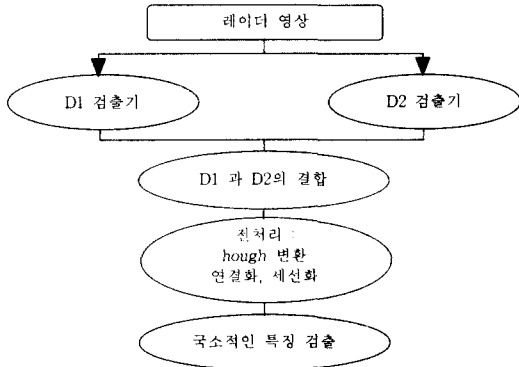 레이더 영상
D1 검출기
D2 검출기
D1 과 D2의 결합
전처리 :
hough 변환
연결화, 세선화
국소적인 특징 검출